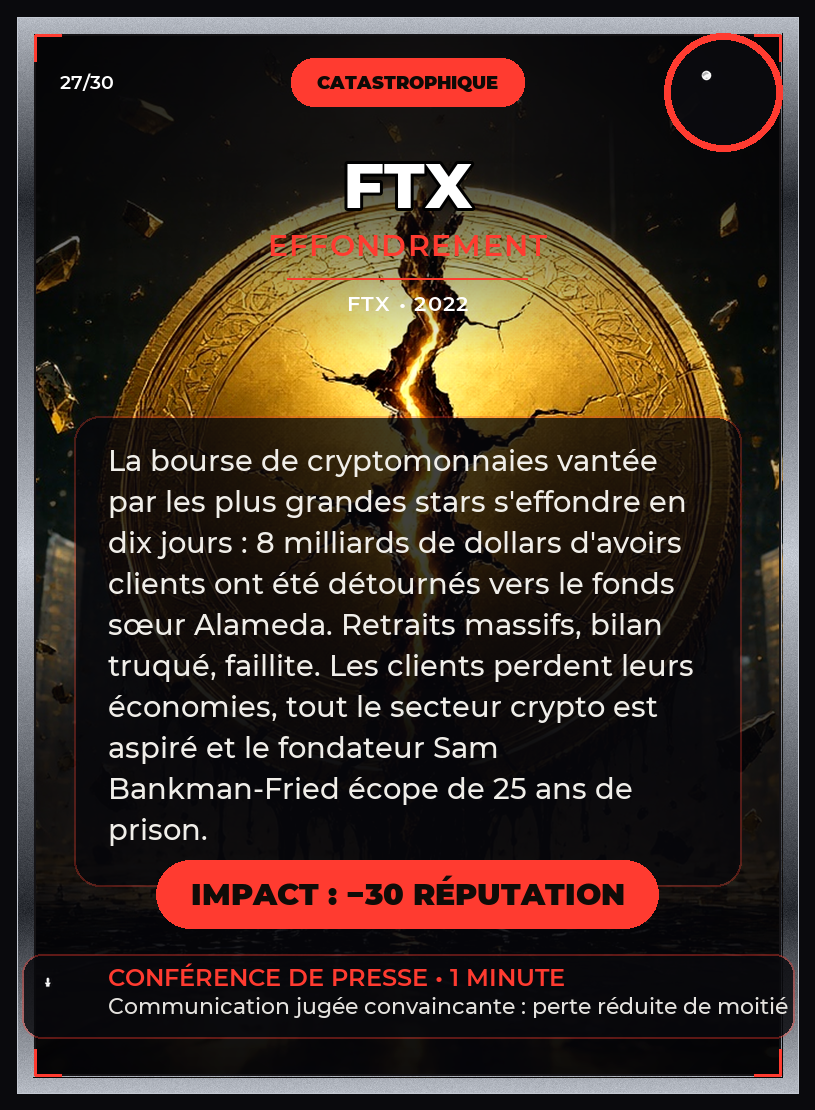 27/30
CATASTROPHIQUE
FTX
EFFONDREMENT
FTX • 2022
La bourse de cryptomonnaies vantée
par les plus grandes stars s'effondre en
dix jours : 8 milliards de dollars d'avoirs
clients ont été détournés vers le fonds
sœur Alameda. Retraits massifs, bilan
truqué, faillite. Les clients perdent leurs
économies, tout le secteur crypto est
aspiré et le fondateur Sam
Bankman-Fried écope de 25 ans de
prison.
IMPACT : −30 RÉPUTATION
CONFÉRENCE DE PRESSE • 1 MINUTE
Communication jugée convaincante : perte réduite de moitié